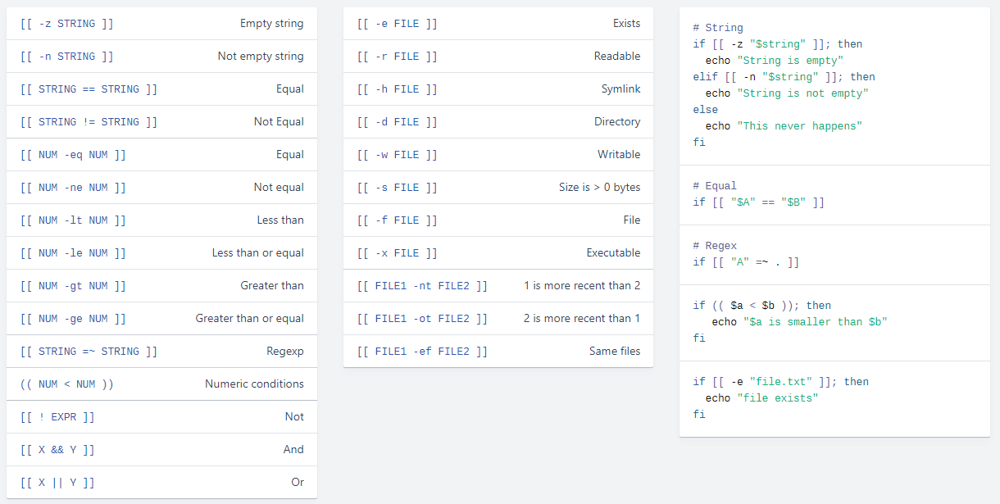 [[ -z STRING ]] Empty string
[[ -n STRING ]] Not empty string
[[ STRING == STRING ]] Equal
[[ STRING != STRING ]] Not Equal
[[ NUM -eq NUM ]] Equal
[[ NUM -ne NUM ]] Not equal
[[ NUM -lt NUM ]] Less than
[[ NUM -le NUM ]] Less than or equal
[[ NUM -gt NUM ]] Greater than
[[ NUM -ge NUM ]] Greater than or equal
[[ STRING =~ STRING ]] Regexp
(( NUM < NUM )) Numeric conditions
[[ ! EXPR ]] Not
[[ X && Y ]] And
[[ X || Y ]] Or
[[ -e FILE ]] Exists
[[ -r FILE ]] Readable
[[ -h FILE ]] Symlink
[[ -d FILE ]] Directory
[[ -w FILE ]] Writable
[[ -s FILE ]] Size is > 0 bytes
[[ -f FILE ]] File
[[ -x FILE ]] Executable
[[ FILE1 -nt FILE2 ]] 1 is more recent than 2
[[ FILE1 -ot FILE2 ]] 2 is more recent than 1
[[ FILE1 -ef FILE2 ]] Same files
# String
if [[ -z "$string" ]]; then
  echo "String is empty"
elif [[ -n "$string" ]]; then
  echo "String is not empty"
else
  echo "This never happens"
fi
# Equal
if [[ "$A" == "$B" ]]
# Regex
if [[ "A" =~ . ]]
if (( $a < $b )); then
   echo "$a is smaller than $b"
fi
if [[ -e "file.txt" ]]; then
  echo "file exists"
fi